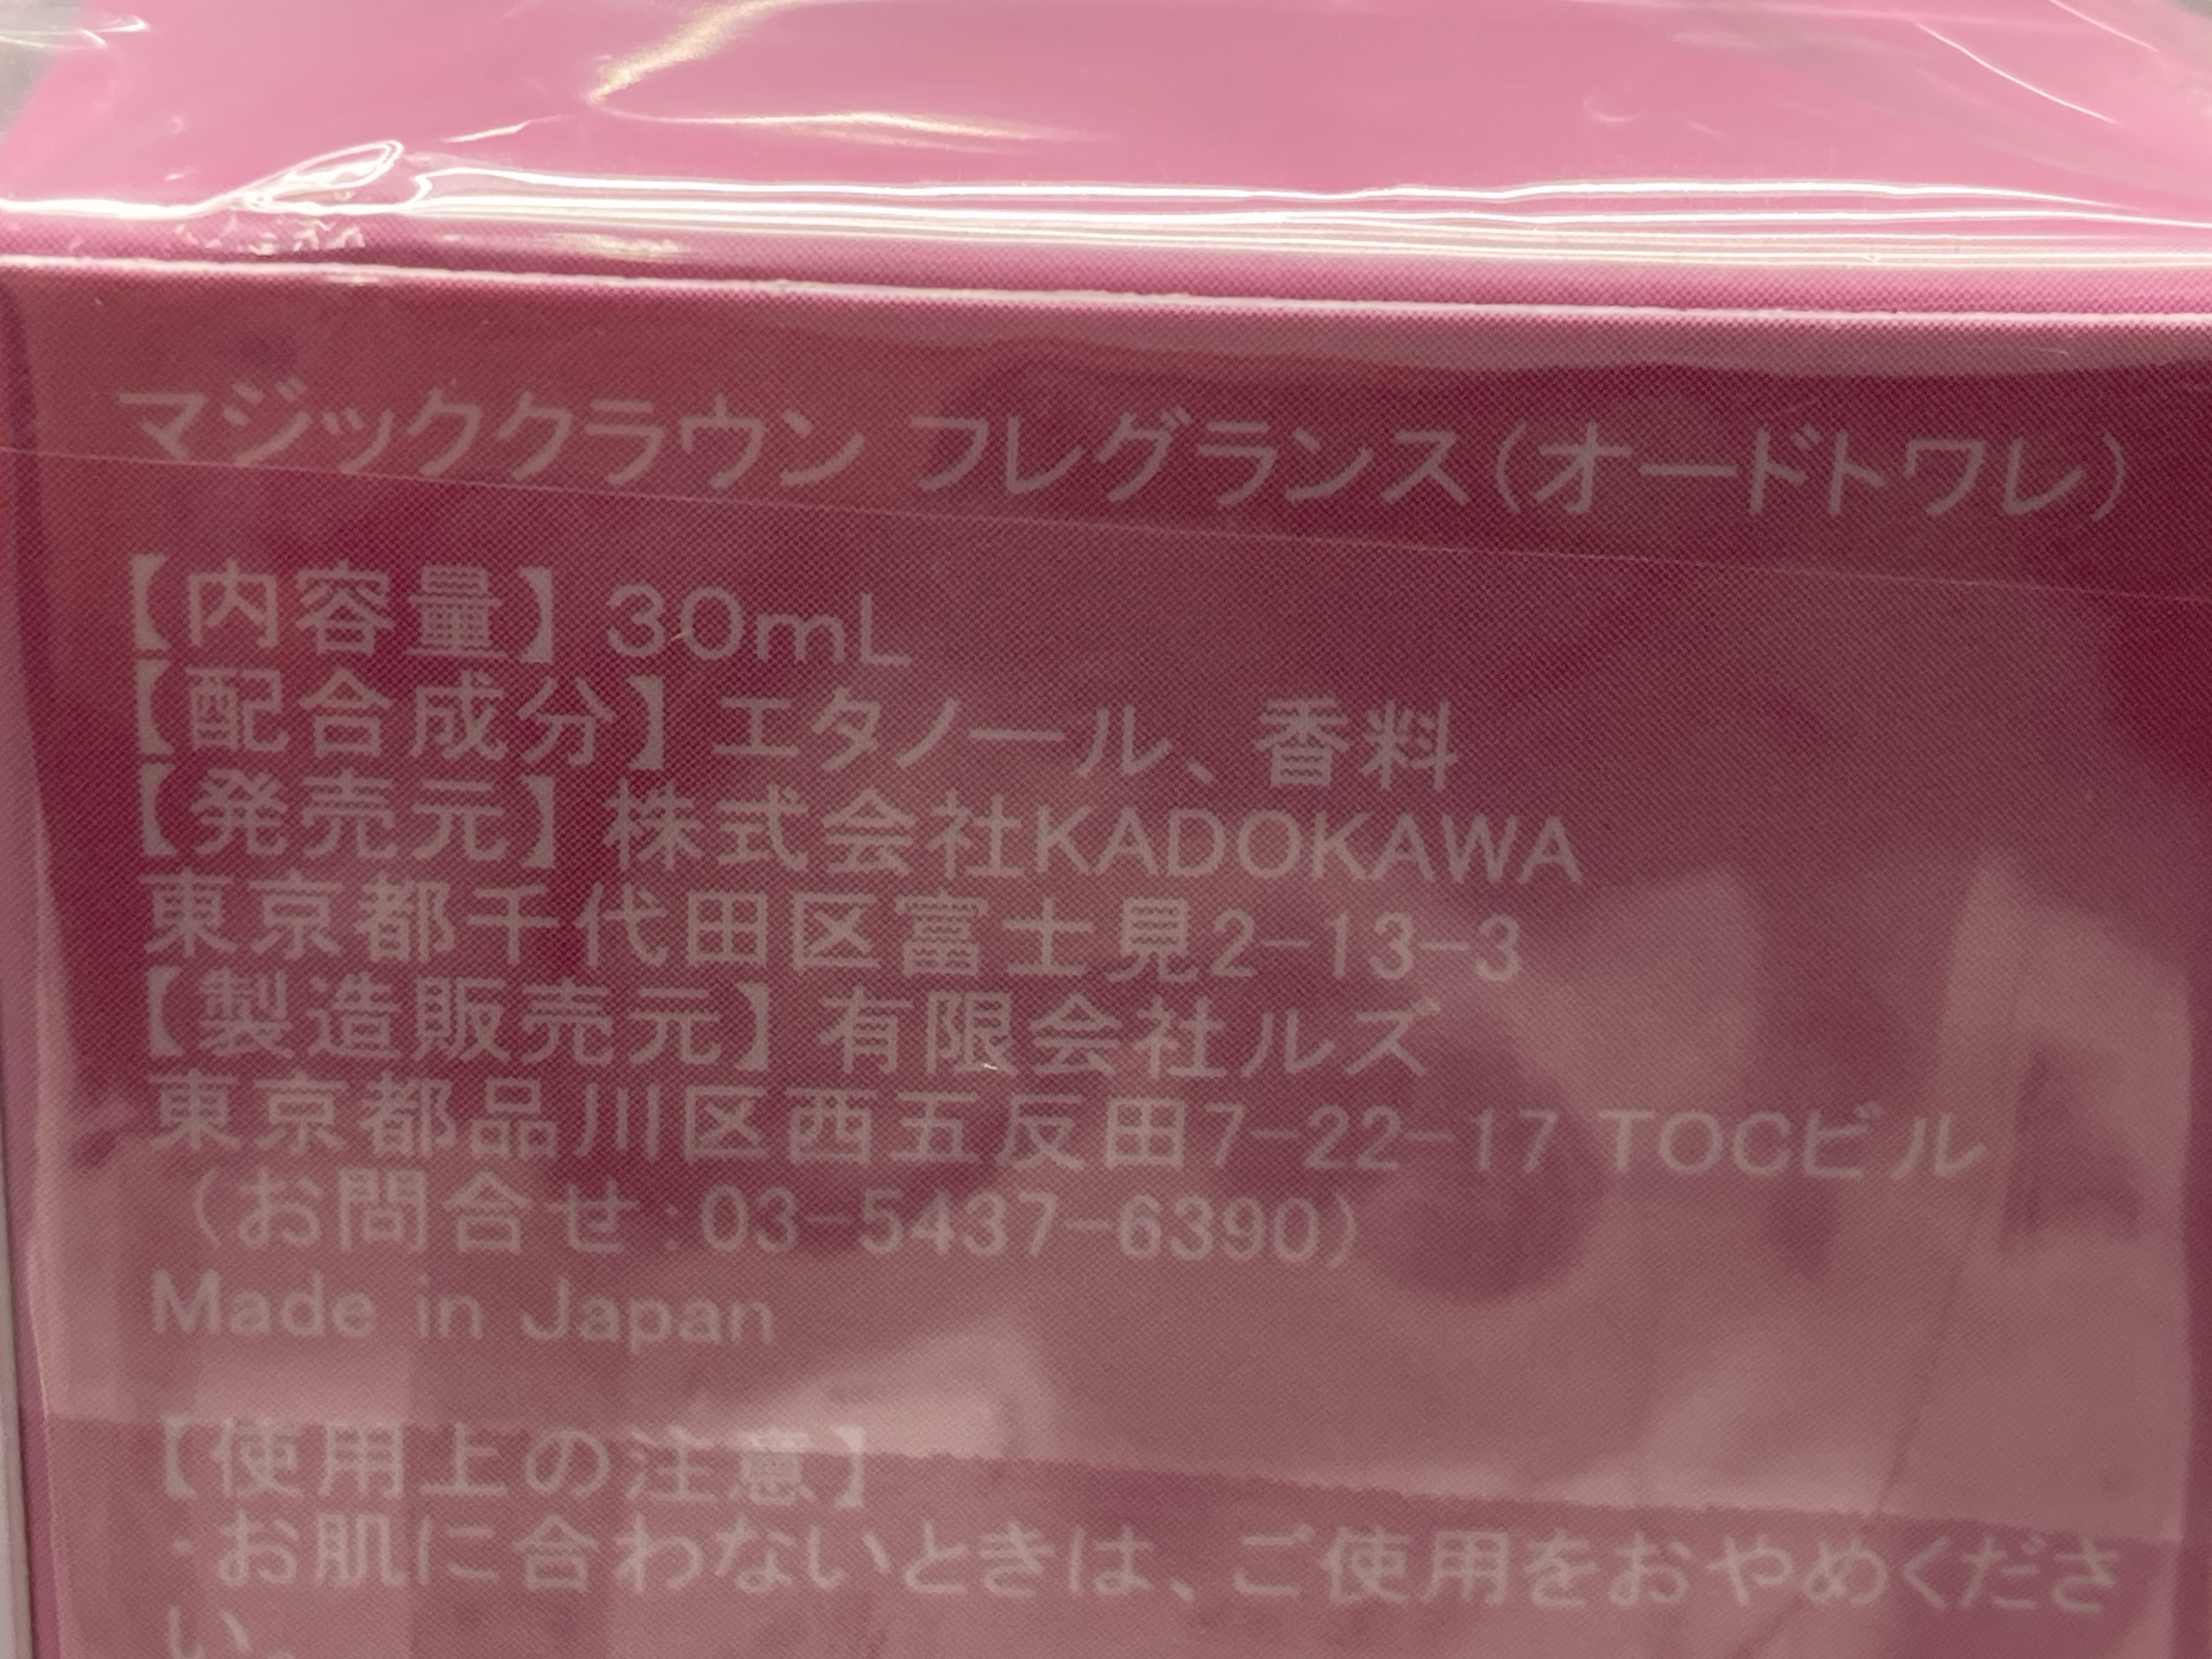 マジッククラウン フレグランス(オードトワレ)
【内容量】30mL
【配合成分】エタノール、香料
【発売元】株式会社KADOKAWA
東京都千代田区富士見2-13-3
【製造販売元】有限会社ルズ
東京都品川区西五反田7-22-17 TOCビル
(お問合せ:03-5437-6390)
Made in Japan
【使用上の注意】
・お肌に合わないときは、ご使用をおやめくださ
い。